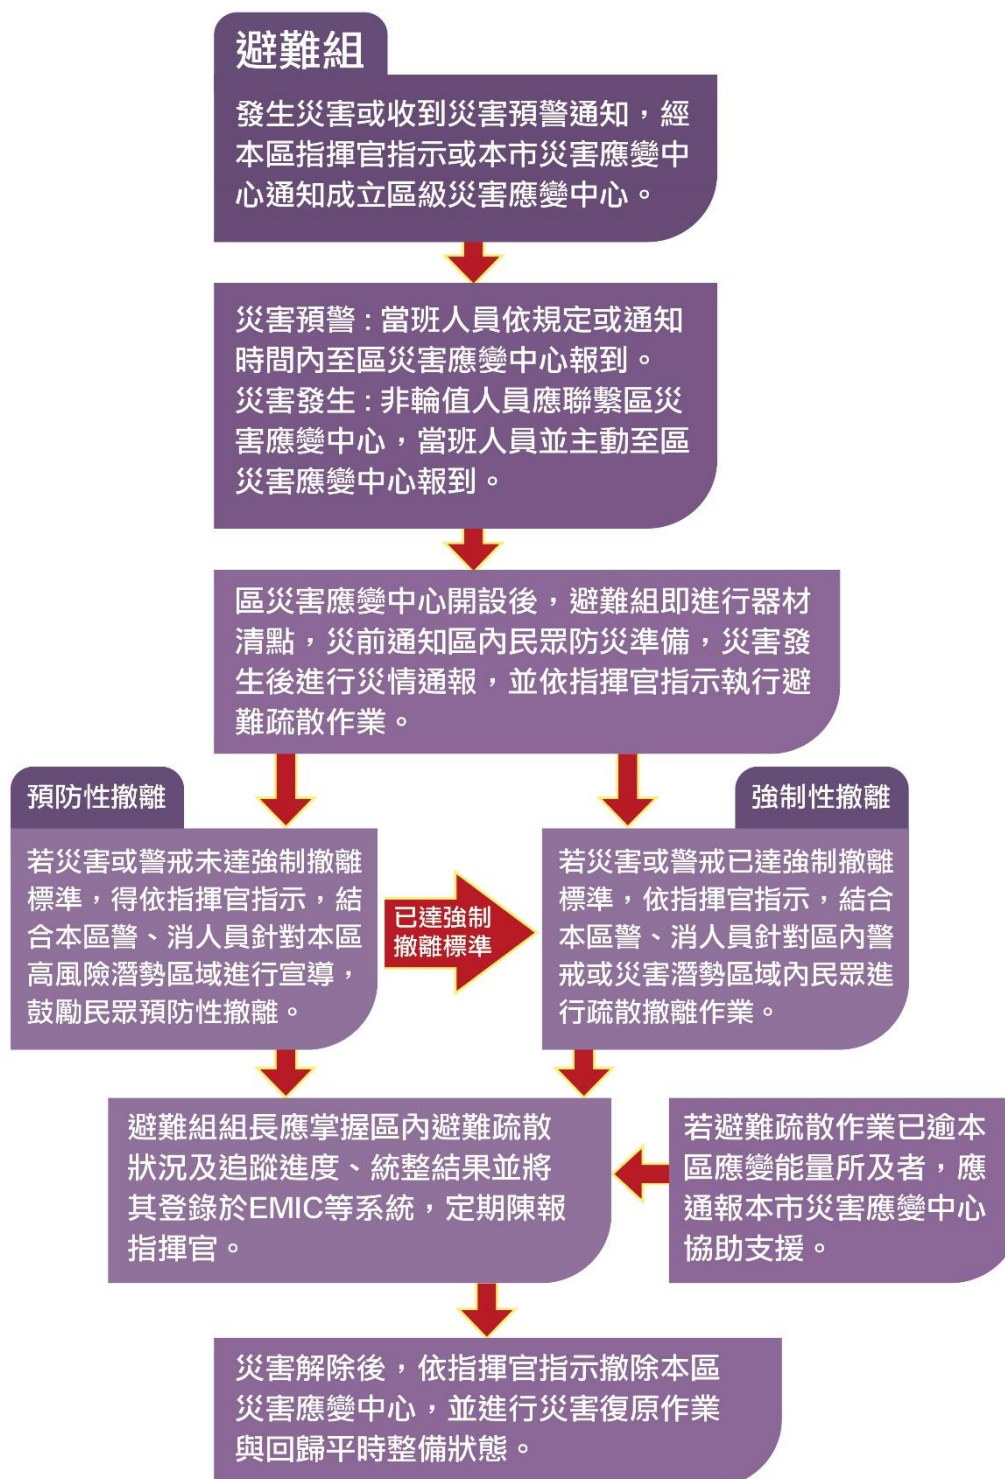 避難組
發生災害或收到災害預警通知，經
本區指揮官指示或本市災害應變中
心通知成立區級災害應變中心。
災害預警：當班人員依規定或通知
時間內至區災害應變中心報到。
災害發生：非輪值人員應聯繫區災
害應變中心，當班人員並主動至區
災害應變中心報到。
區災害應變中心開設後，避難組即進行器材
清點，災前通知區內民眾防災準備，災害發
生後進行災情通報，並依指揮官指示執行避
難疏散作業。
預防性撤離
若災害或警戒未達強制撤離
標準，得依指揮官指示，結
合本區警、消人員針對本區
高風險潛勢區域進行宣導，
鼓勵民眾預防性撤離。
已達強制
撤離標準
強制性撤離
若災害或警戒已達強制撤離
標準，依指揮官指示，結合
本區警、消人員針對區內警
戒或災害潛勢區域內民眾進
行疏散撤離作業。
避難組組長應掌握區內避難疏散
狀況及追蹤進度、統整結果並將
其登錄於EMIC等系統，定期陳報
指揮官。
若避難疏散作業已逾本
區應變能量所及者，應
通報本市災害應變中心
協助支援。
災害解除後，依指揮官指示撤除本區
災害應變中心，並進行災害復原作業
與回歸平時整備狀態。